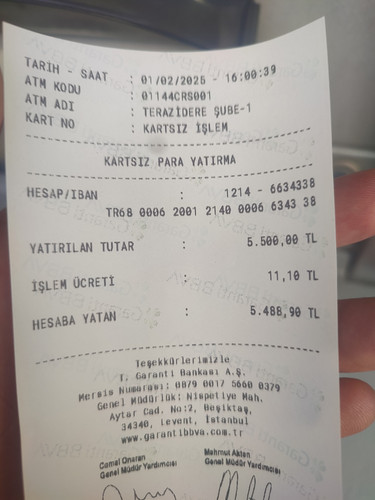 TARİH - SAAT : 01/02/2025 - 16:00:39
ATM KODU : 01144CRS001
ATM ADI : TERAZİDERE ŞUBE-1
KART NO : KARTSIZ İŞLEM
KARTSIZ PARA YATIRMA
HESAP/IBAN : 1214 - 6634338
TR68 0006 2001 2140 0006 6343 38
YATIRILAN TUTAR : 5.500,00 TL
İŞLEM ÜCRETİ : 11,10 TL
HESABA YATAN : 5.488,90 TL
Teşekkürlerimizle
T. Garanti Bankası A.Ş.
Mersis Numarası: 0879 0017 5660 0379
Genel Müdürlük: Nispetiye Mah.
Aytar Cad. No:2, Beşiktaş,
34340, Levent, İstanbul
www.garantibbva.com.tr
Cemal Onaran Mahmut Akten
Genel Müdür Yardımcısı Genel Müdür Yardımcısı